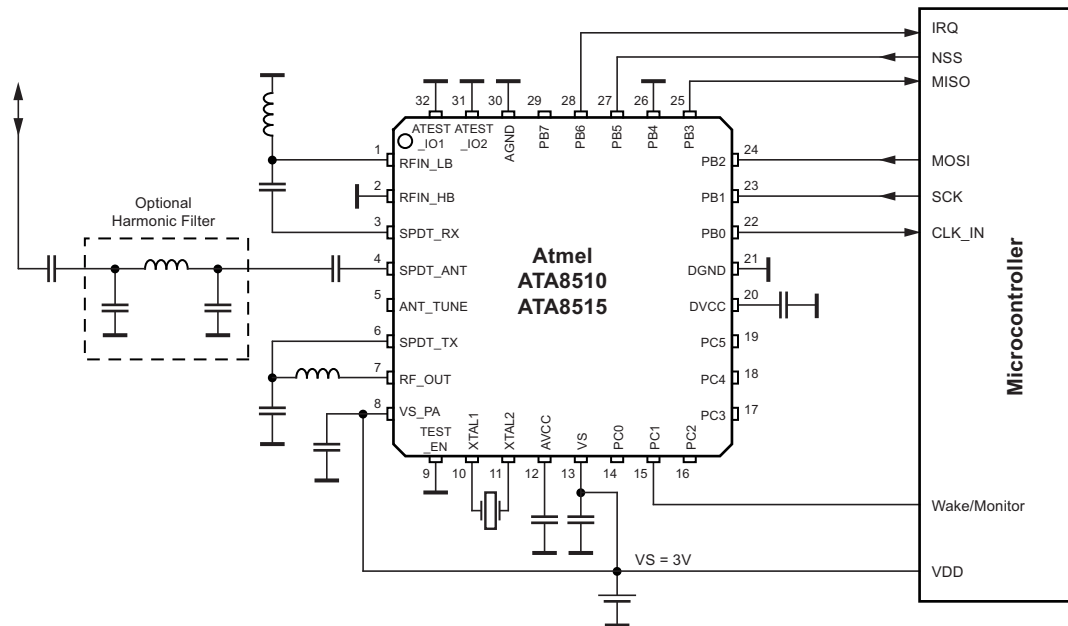 IRQ
NSS
MISO
MOSI
SCK
CLK_IN
Wake/Monitor
VDD
Microcontroller
32 31 30 29 28 27 26 25
ATEST
_IO1
ATEST
_IO2
AGND
PB7
PB6
PB5
PB4
PB3
1
RFIN_LB
2
RFIN_HB
3
SPDT_RX
4
SPDT_ANT
5
ANT_TUNE
6
SPDT_TX
7
RF_OUT
8
VS_PA
Optional
Harmonic Filter
Atmel
ATA8510
ATA8515
PB2
24
PB1
23
PB0
22
DGND
21
DVCC
20
PC5
19
PC4
18
PC3
17
TEST
_EN
XTAL1
XTAL2
AVCC
VS
PC0
PC1
PC2
9 10 11 12 13 14 15 16
VS = 3V